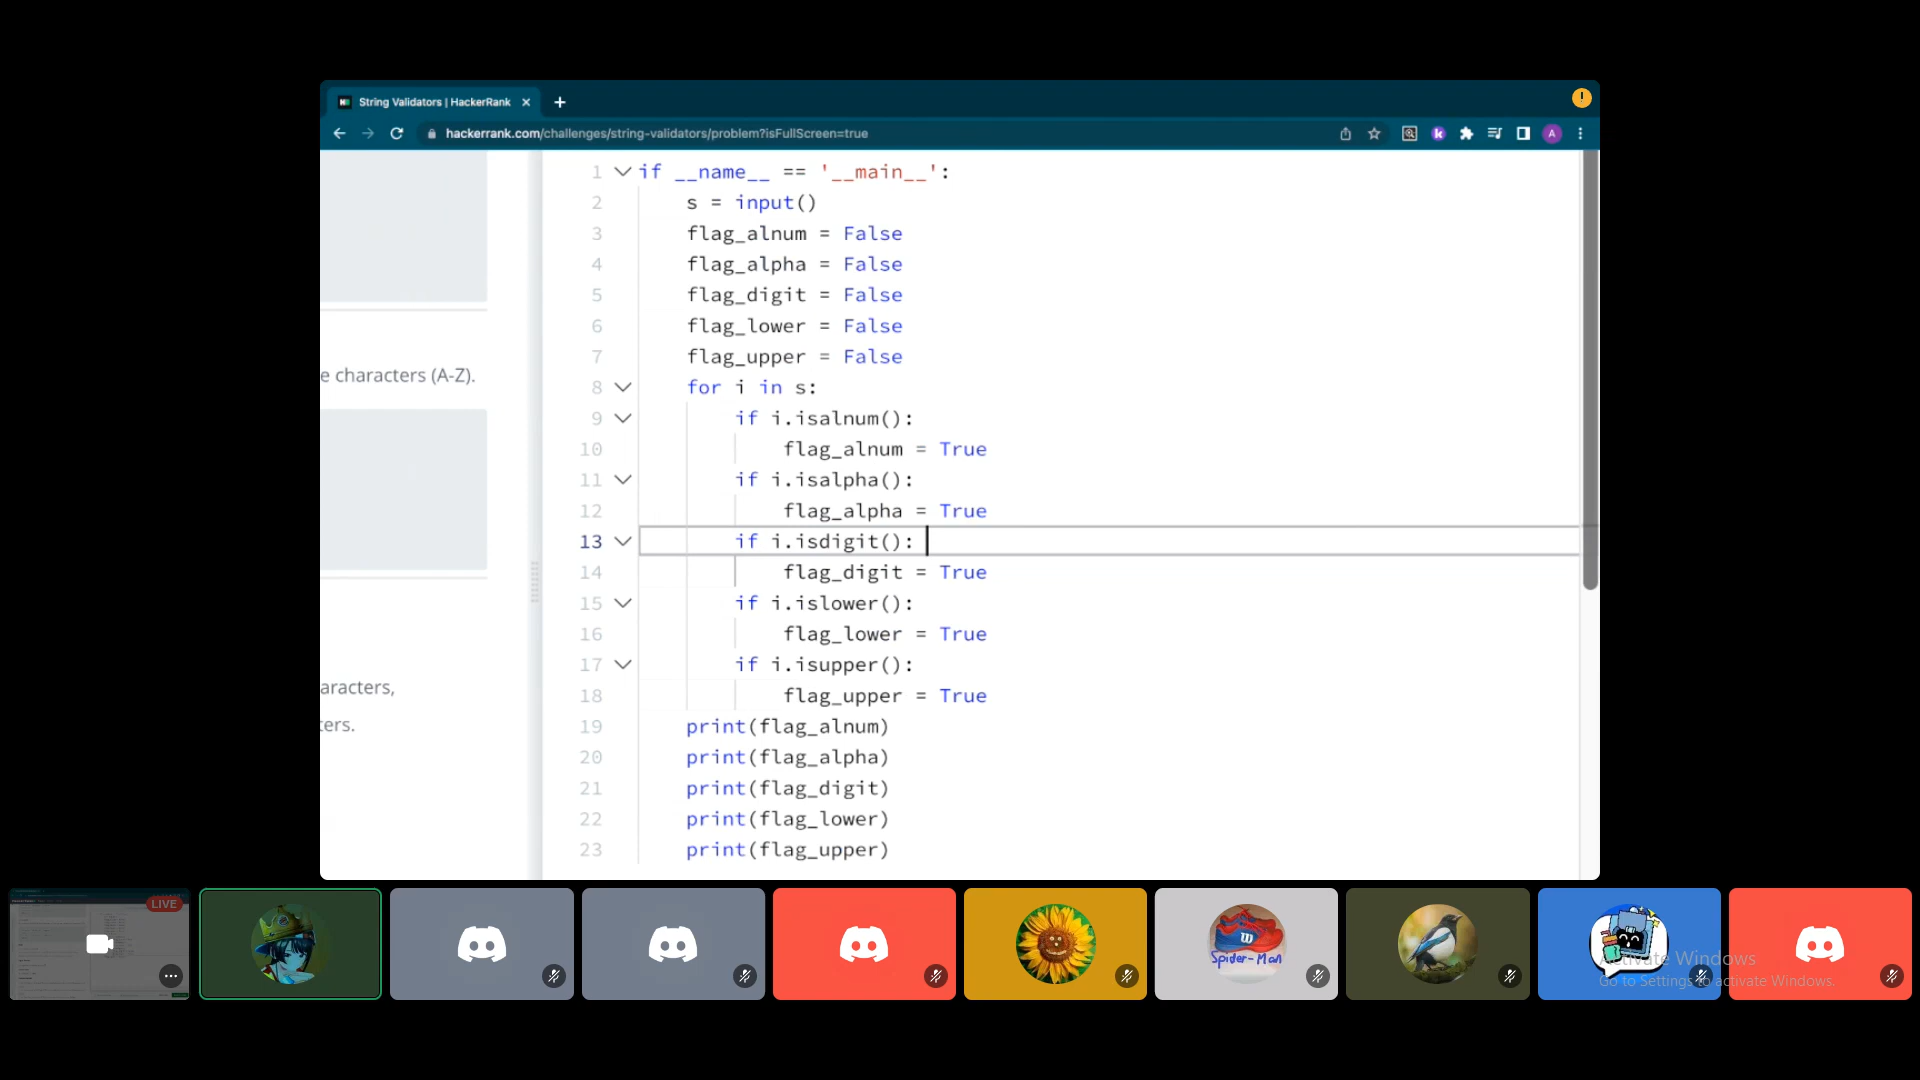 String Validators | HackerRank
hackerrank.com/challenges/string-validators/problem?isFullScreen=true
A
e characters (A-Z).
aracters,
ters.
1 if __name__ == '__main__':
2 s = input()
3 flag_alnum = False
4 flag_alpha = False
5 flag_digit = False
6 flag_lower = False
7 flag_upper = False
8 for i in s:
9 if i.isalnum():
10 flag_alnum = True
11 if i.isalpha():
12 flag_alpha = True
13 if i.isdigit():
14 flag_digit = True
15 if i.islower():
16 flag_lower = True
17 if i.isupper():
18 flag_upper = True
19 print(flag_alnum)
20 print(flag_alpha)
21 print(flag_digit)
22 print(flag_lower)
23 print(flag_upper)
LIVE
W
Spider-Man
Activate Windows
Go to Settings to activate Windows.